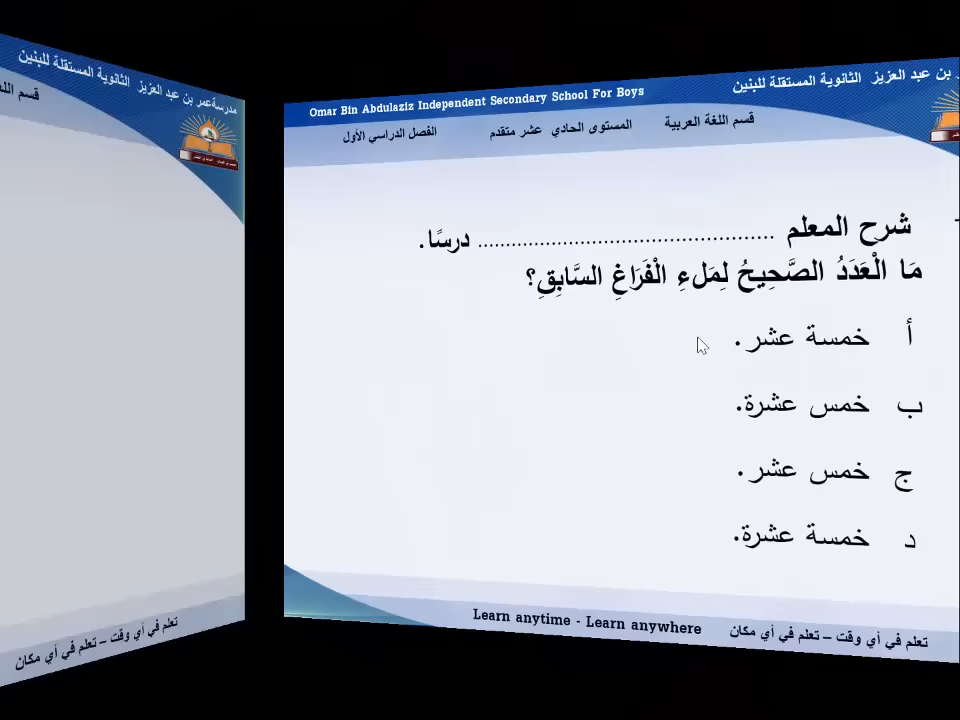 مدرسة عمر بن عبد العزيز الثانوية المستقلة للبنين
قسم
تعلم في أي وقت – تعلم في أي مكان
بن عبد العزيز الثانوية المستقلة للبنين
Omar Bin Abdulaziz Independent Secondary School For Boys
قسم اللغة العربية المستوى الحادي عشر متقدم الفصل الدراسي الأول
شرح المعلم ...................................................... درسًا.
مَا الْعَدَدُ الصَّحِيحُ لِمَلءِ الْفَرَاغِ السَّابِقِ؟
أ خمسة عشر.
ب خمس عشرة.
ج خمس عشر.
د خمسة عشرة.
تعلم في أي وقت – تعلم في أي مكان Learn anytime - Learn anywhere